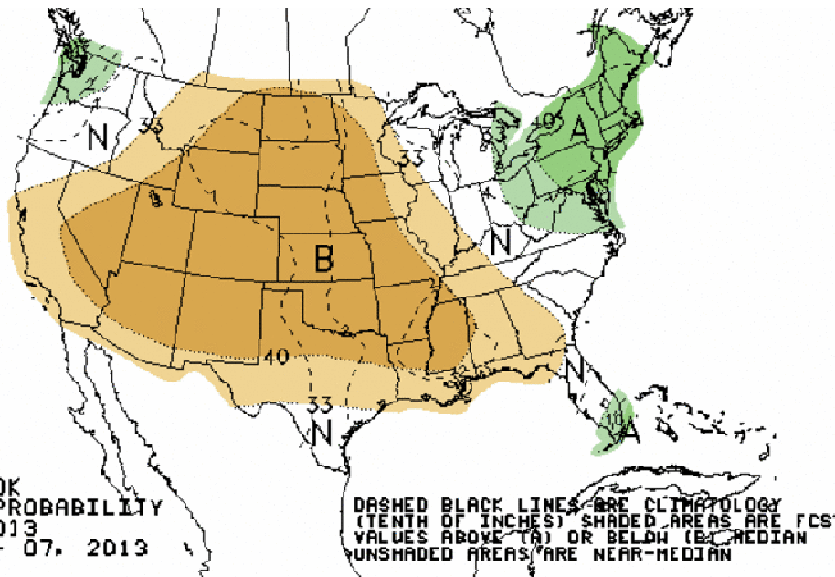 A
N
33
40
A
33
33
N
B
40
33
N
N
A
OK
PROBABILITY
013
- 07, 2013
DASHED BLACK LINES ARE CLIMATOLOGY
(TENTH OF INCHES) SHADED AREAS ARE FCST
VALUES ABOVE (A) OR BELOW (B) MEDIAN
UNSHADED AREAS ARE NEAR-MEDIAN